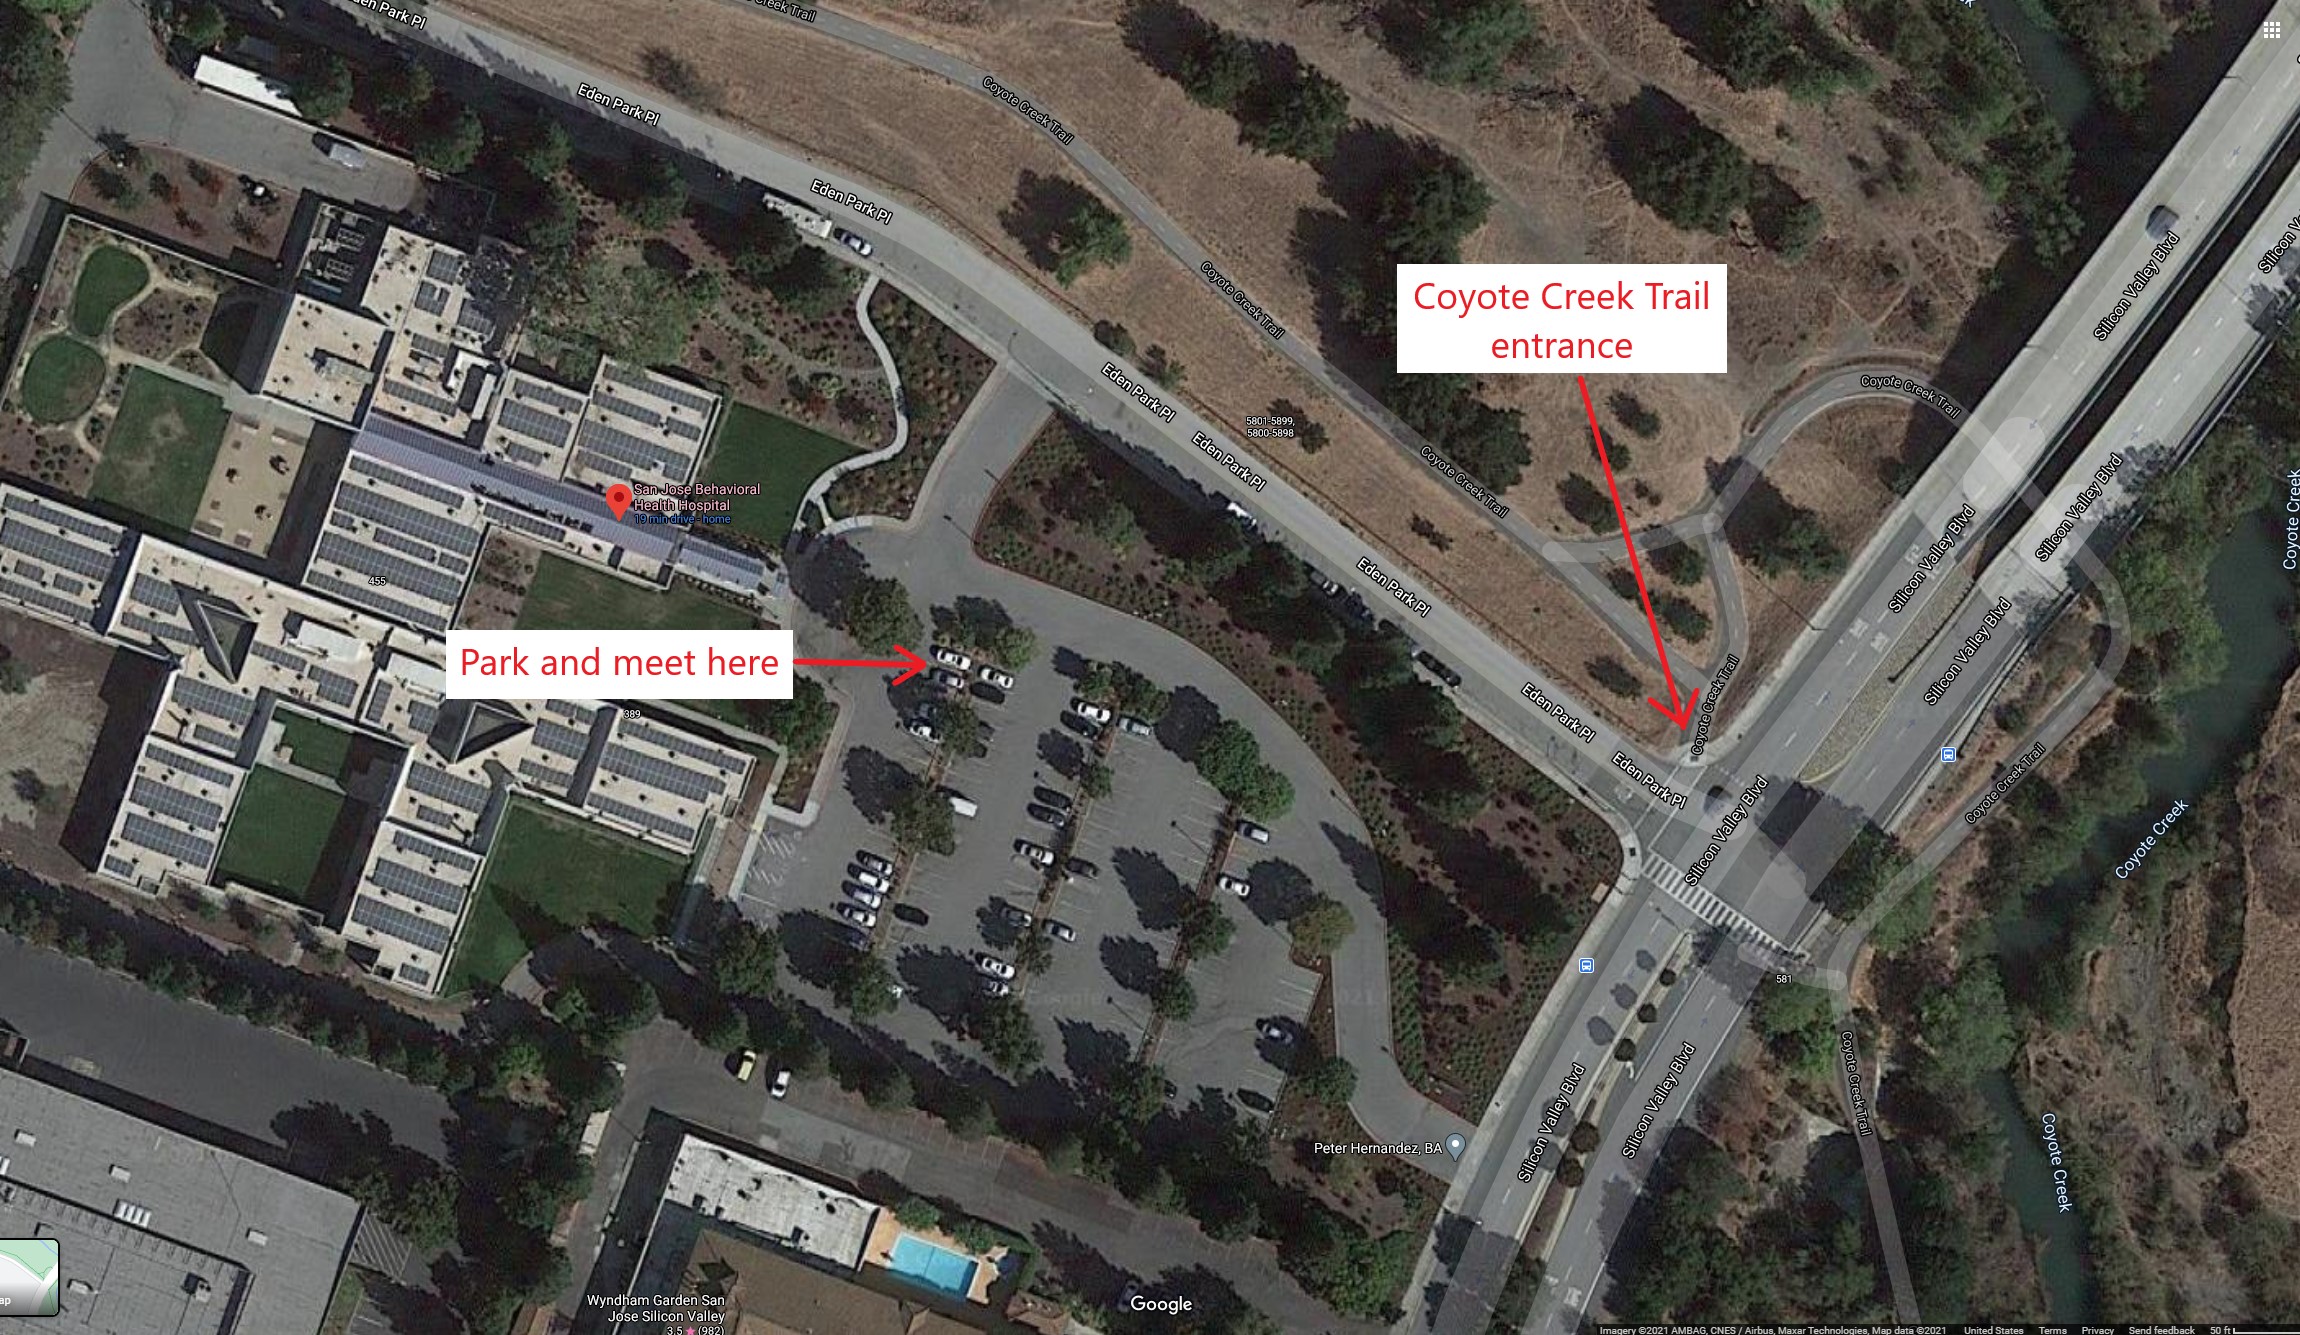 Eden Park Pl
Creek Trail
Eden Park Pl
Coyote Creek Trail
Eden Park Pl
Silicon Valley Blvd
Coyote Creek Trail
Coyote Creek Trail
entrance
Eden Park Pl
Coyote Creek Trail
5801-5899,
5800-5898
Eden Park Pl
Coyote Creek Trail
San Jose Behavioral
Health Hospital
19 min drive - home
Silicon Valley Blvd
Silicon Valley Blvd
Coyote Creek
455
Eden Park Pl
Silicon Valley Blvd
Park and meet here
389
Eden Park Pl
Coyote Creek Trail
Eden Park Pl
Silicon Valley Blvd
Coyote Creek Trail
Coyote Creek
581
Silicon Valley Blvd
Silicon Valley Blvd
Coyote Creek Trail
Coyote Creek
Peter Hernandez, BA
Wyndham Garden San
Jose Silicon Valley
3.5 ★ (982)
Google
Imagery ©2021 AMBAG, CNES / Airbus, Maxar Technologies, Map data ©2021 United States Terms Privacy Send feedback 50 ft